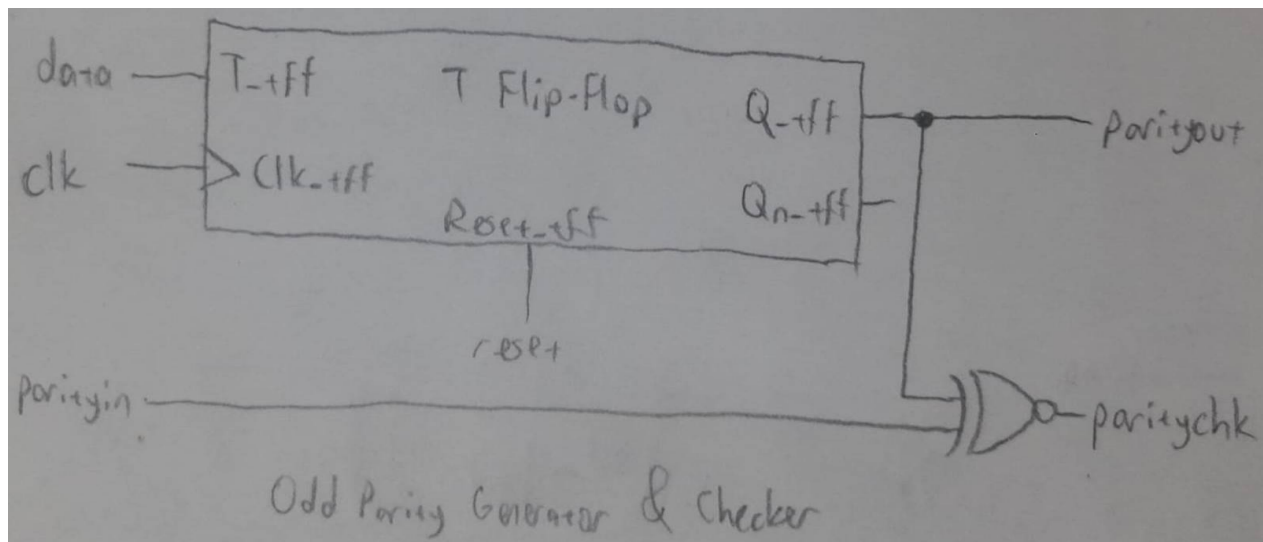 data
T_tff
T Flip-Flop
Q_tff
parityout
clk
Clk_tff
Qn_tff
Reset_tff
reset
parityin
paritychk
Odd Parity Generator & Checker